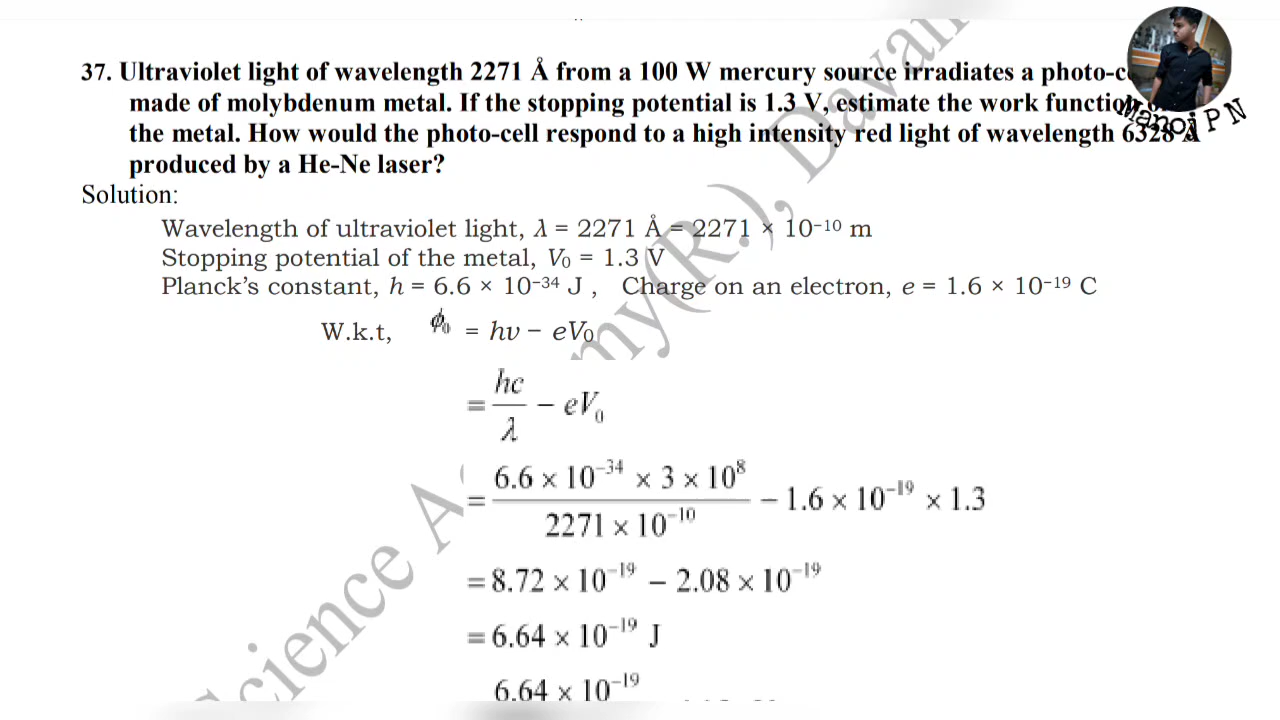 37. Ultraviolet light of wavelength 2271 Å from a 100 W mercury source irradiates a
made of molybdenum metal. If the stopping potential is 1.3 V, estimate the work
the metal. How would the photo-cell respond to a high intensity red light of wavelength 6328 Å
produced by a He-Ne laser?
Manoj P N
Solution:
Wavelength of ultraviolet light, λ = 2271 Å = 2271 × 10⁻¹⁰ m
Stopping potential of the metal, V₀ = 1.3 V
Planck’s constant, h = 6.6 × 10⁻³⁴ J , Charge on an electron, e = 1.6 × 10⁻¹⁹ C
W.k.t, ϕ₀ = hν − eV₀
= hc/λ − eV₀
= 6.6 × 10⁻³⁴ × 3 × 10⁸ / 2271 × 10⁻¹⁰ − 1.6 × 10⁻¹⁹ × 1.3
= 8.72 × 10⁻¹⁹ − 2.08 × 10⁻¹⁹
= 6.64 × 10⁻¹⁹ J
6.64 × 10⁻¹⁹